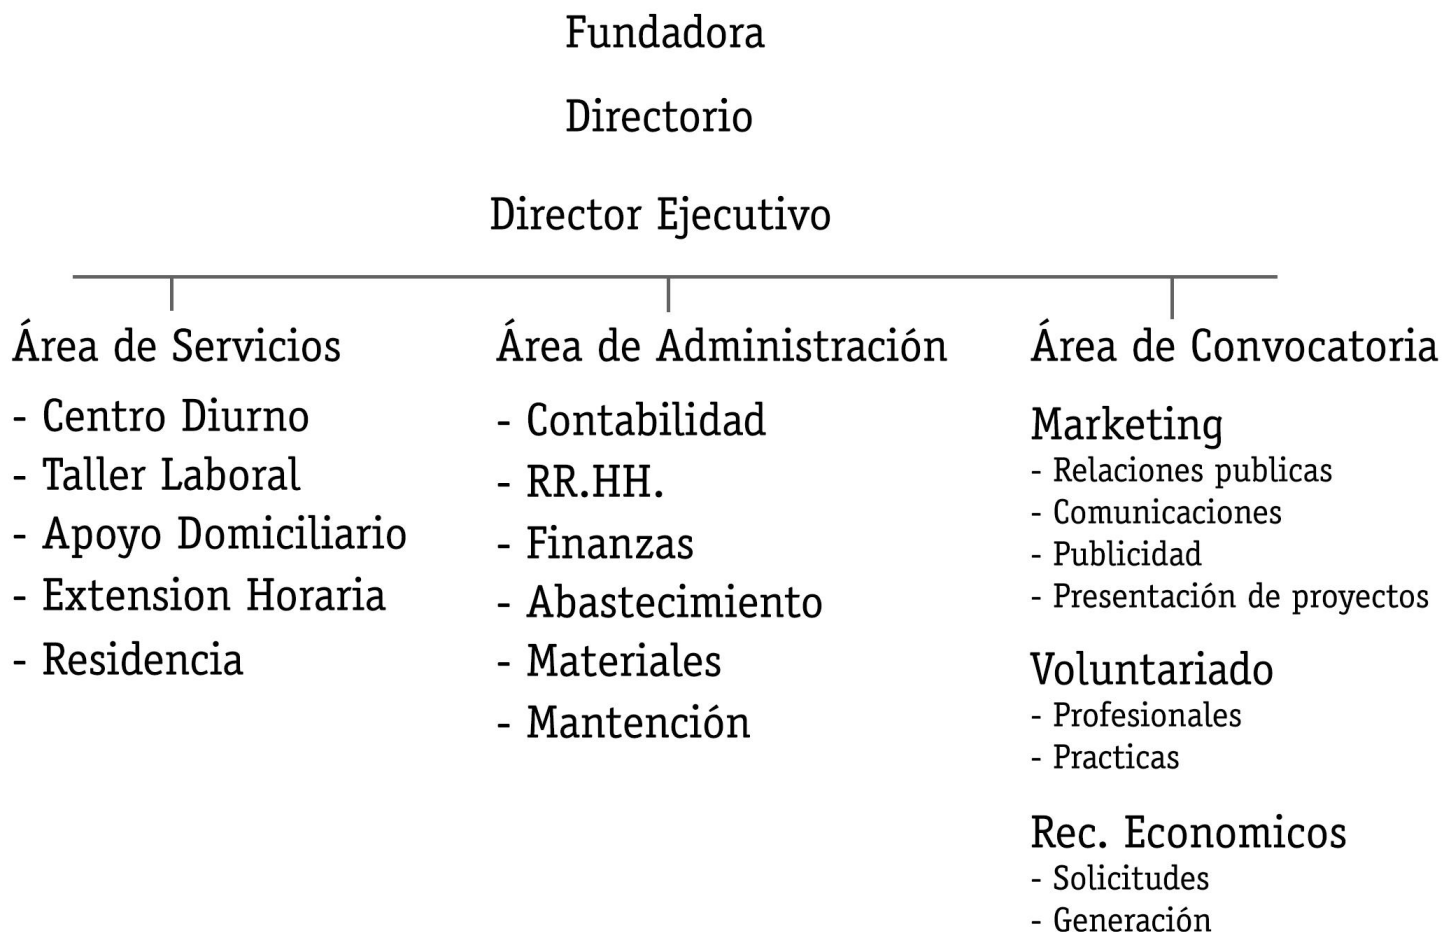 Fundadora
Directorio
Director Ejecutivo
Área de Servicios
- Centro Diurno
- Taller Laboral
- Apoyo Domiciliario
- Extension Horaria
- Residencia
Área de Administración
- Contabilidad
- RR.HH.
- Finanzas
- Abastecimiento
- Materiales
- Mantención
Área de Convocatoria
Marketing
- Relaciones publicas
- Comunicaciones
- Publicidad
- Presentación de proyectos
Voluntariado
- Profesionales
- Practicas
Rec. Economicos
- Solicitudes
- Generación